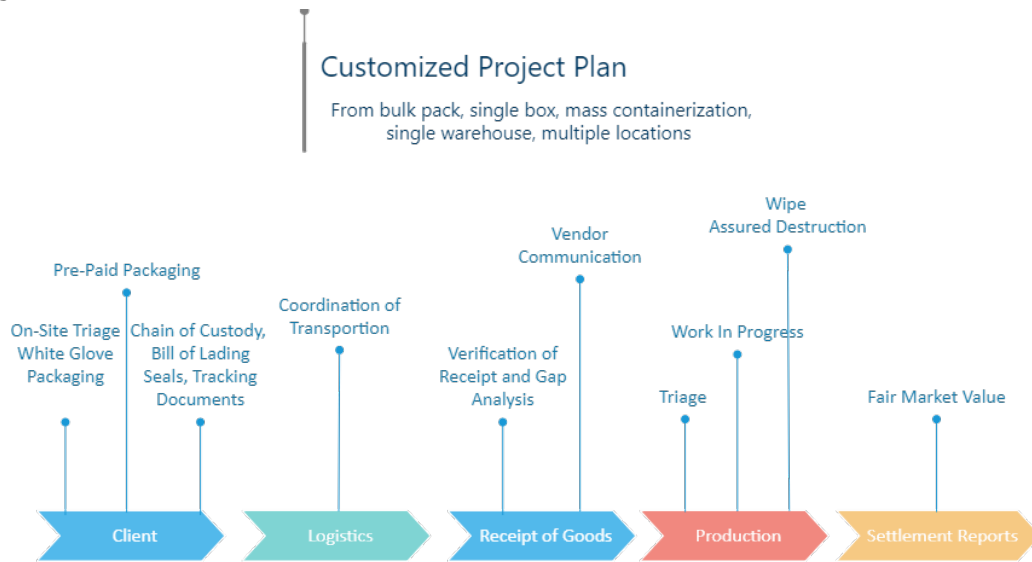 Customized Project Plan
From bulk pack, single box, mass containerization,
single warehouse, multiple locations
Wipe
Assured Destruction
Vendor
Communication
Pre-Paid Packaging
Coordination of
Transportion
On-Site Triage
White Glove
Packaging
Chain of Custody,
Bill of Lading
Seals, Tracking
Documents
Verification of
Receipt and Gap
Analysis
Work In Progress
Triage
Fair Market Value
Client
Logistics
Receipt of Goods
Production
Settlement Reports